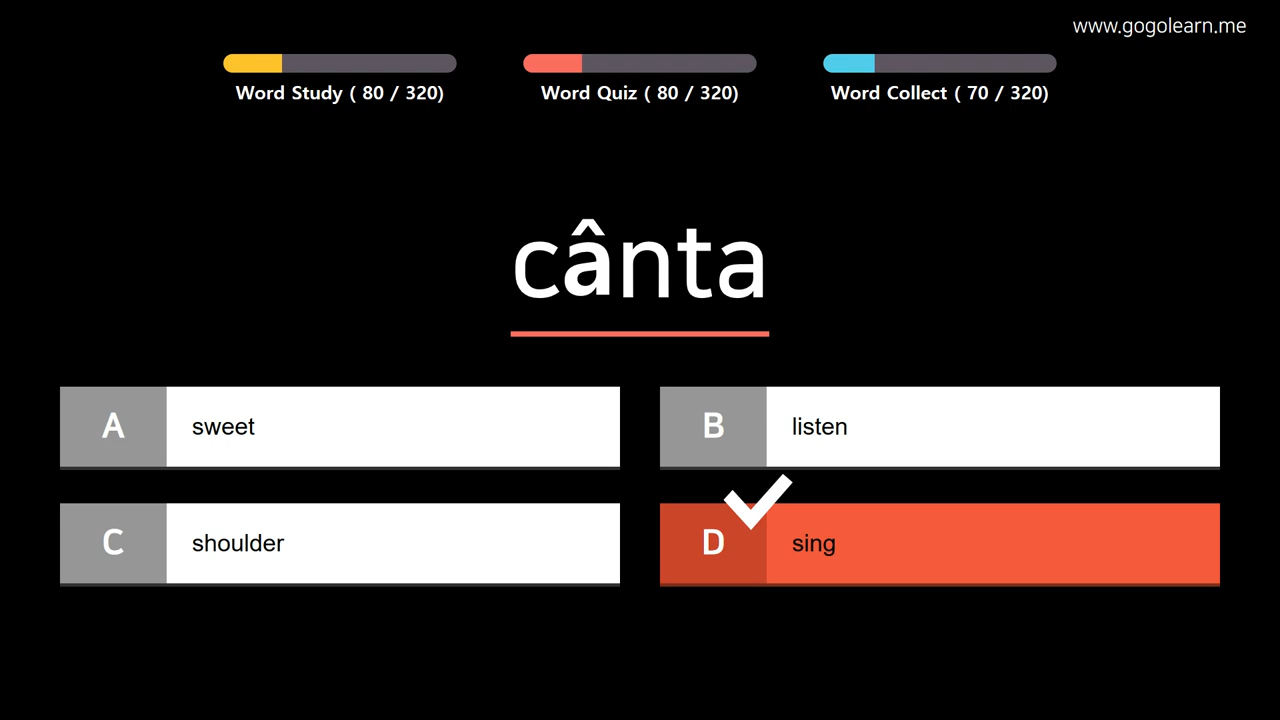 www.gogolearn.me
Word Study ( 80 / 320)
Word Quiz ( 80 / 320)
Word Collect ( 70 / 320)
cânta
A sweet
B listen
C shoulder
D sing